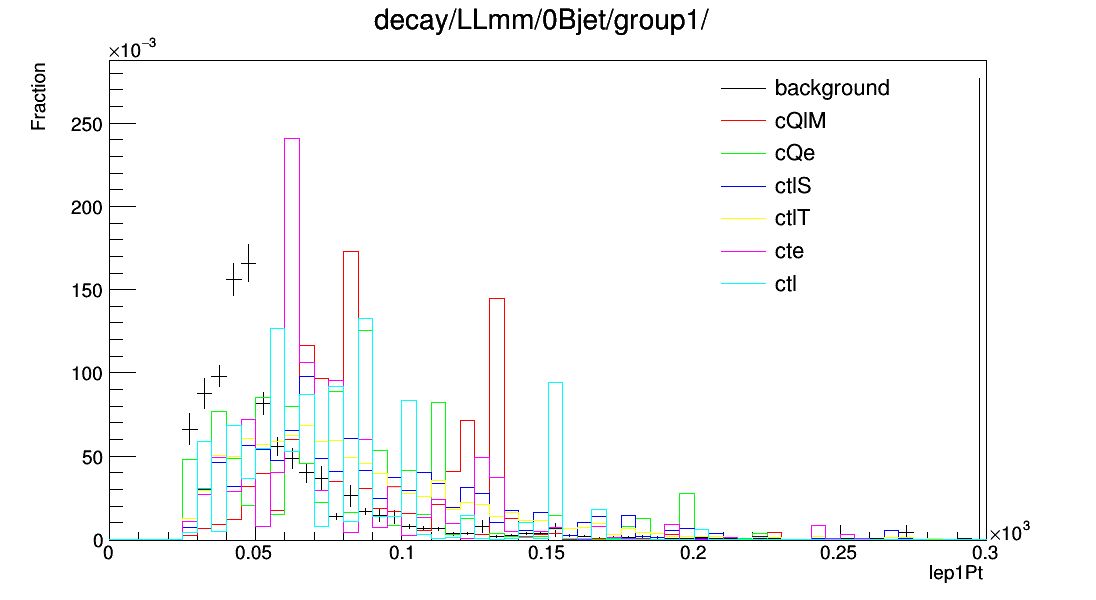 decay/LLmm/0Bjet/group1/
×10⁻³
Fraction
250
200
150
100
50
0
background
cQlM
cQe
ctlS
ctlT
cte
ctl
0 0.05 0.1 0.15 0.2 0.25 0.3
×10³
lep1Pt